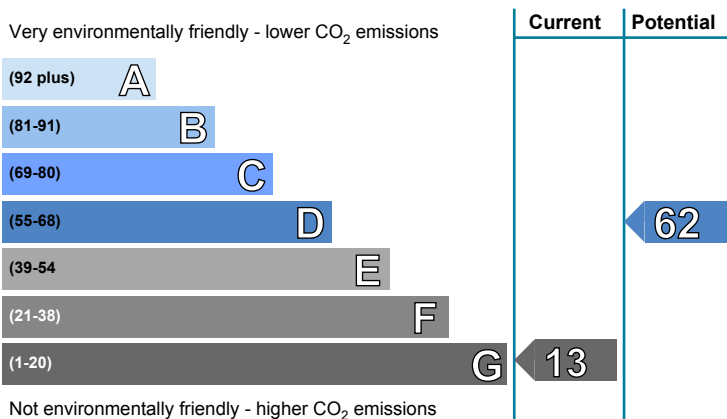 Very environmentally friendly - lower CO2 emissions
Current
Potential
(92 plus) A
(81-91) B
(69-80) C
(55-68) D
62
(39-54 E
(21-38) F
(1-20) G
13
Not environmentally friendly - higher CO2 emissions